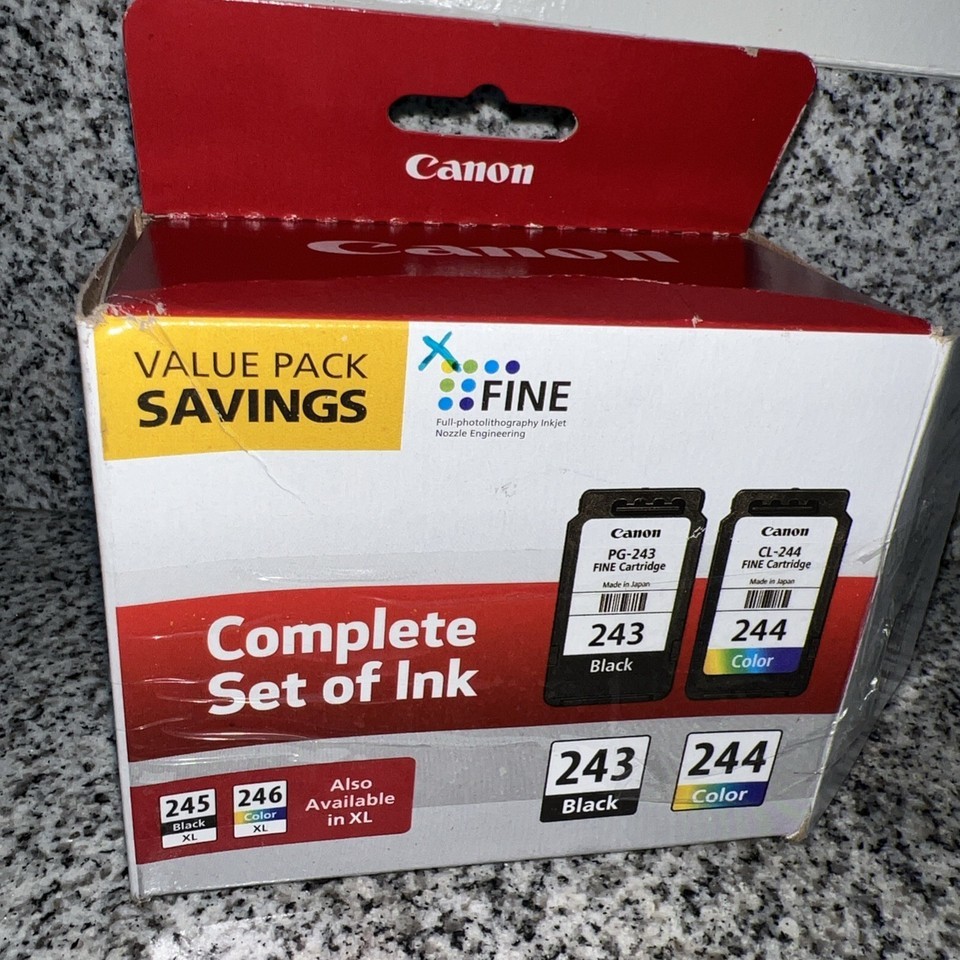 Canon
Canon
VALUE PACK
SAVINGS
FINE
Full-photolithography Inkjet
Nozzle Engineering
Canon
PG-243
FINE Cartridge
Made in Japan
243
Black
Canon
CL-244
FINE Cartridge
Made in Japan
244
Color
Complete
Set of Ink
245
Black
XL
246
Color
XL
Also
Available
in XL
243
Black
244
Color